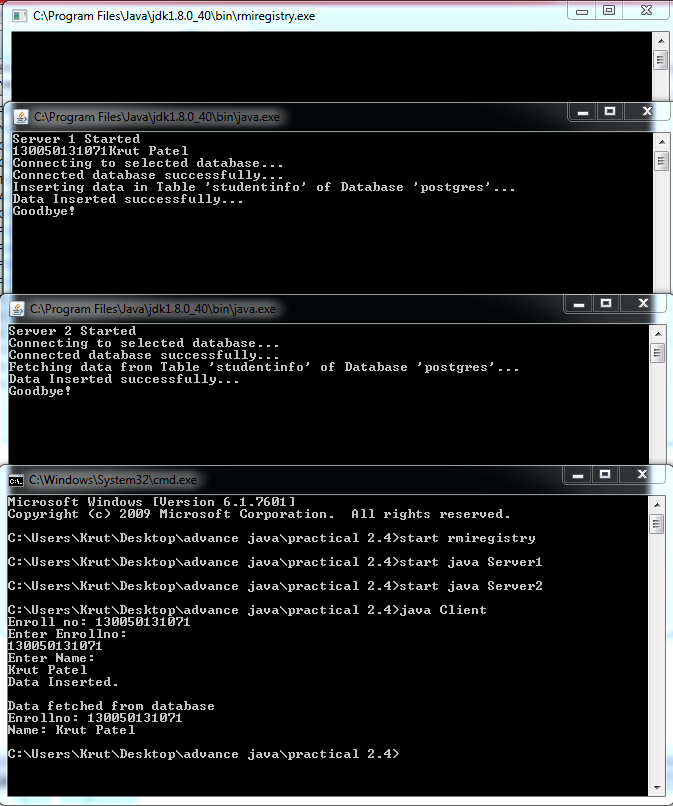 C:\Program Files\Java\jdk1.8.0_40\bin\rmiregistry.exe
C:\Program Files\Java\jdk1.8.0_40\bin\java.exe
Server 1 Started
130050131071Krut Patel
Connecting to selected database...
Connected database successfully...
Inserting data in Table 'studentinfo' of Database 'postgres'...
Data Inserted successfully...
Goodbye!
C:\Program Files\Java\jdk1.8.0_40\bin\java.exe
Server 2 Started
Connecting to selected database...
Connected database successfully...
Fetching data from Table 'studentinfo' of Database 'postgres'...
Data Inserted successfully...
Goodbye!
C:\Windows\System32\cmd.exe
Microsoft Windows [Version 6.1.7601]
Copyright (c) 2009 Microsoft Corporation.  All rights reserved.
C:\Users\Krut\Desktop\advance java\practical 2.4>start rmiregistry
C:\Users\Krut\Desktop\advance java\practical 2.4>start java Server1
C:\Users\Krut\Desktop\advance java\practical 2.4>start java Server2
C:\Users\Krut\Desktop\advance java\practical 2.4>java Client
Enroll no: 130050131071
Enter Enrollno:
130050131071
Enter Name:
Krut Patel
Data Inserted.
Data fetched from database
Enrollno: 130050131071
Name: Krut Patel
C:\Users\Krut\Desktop\advance java\practical 2.4>